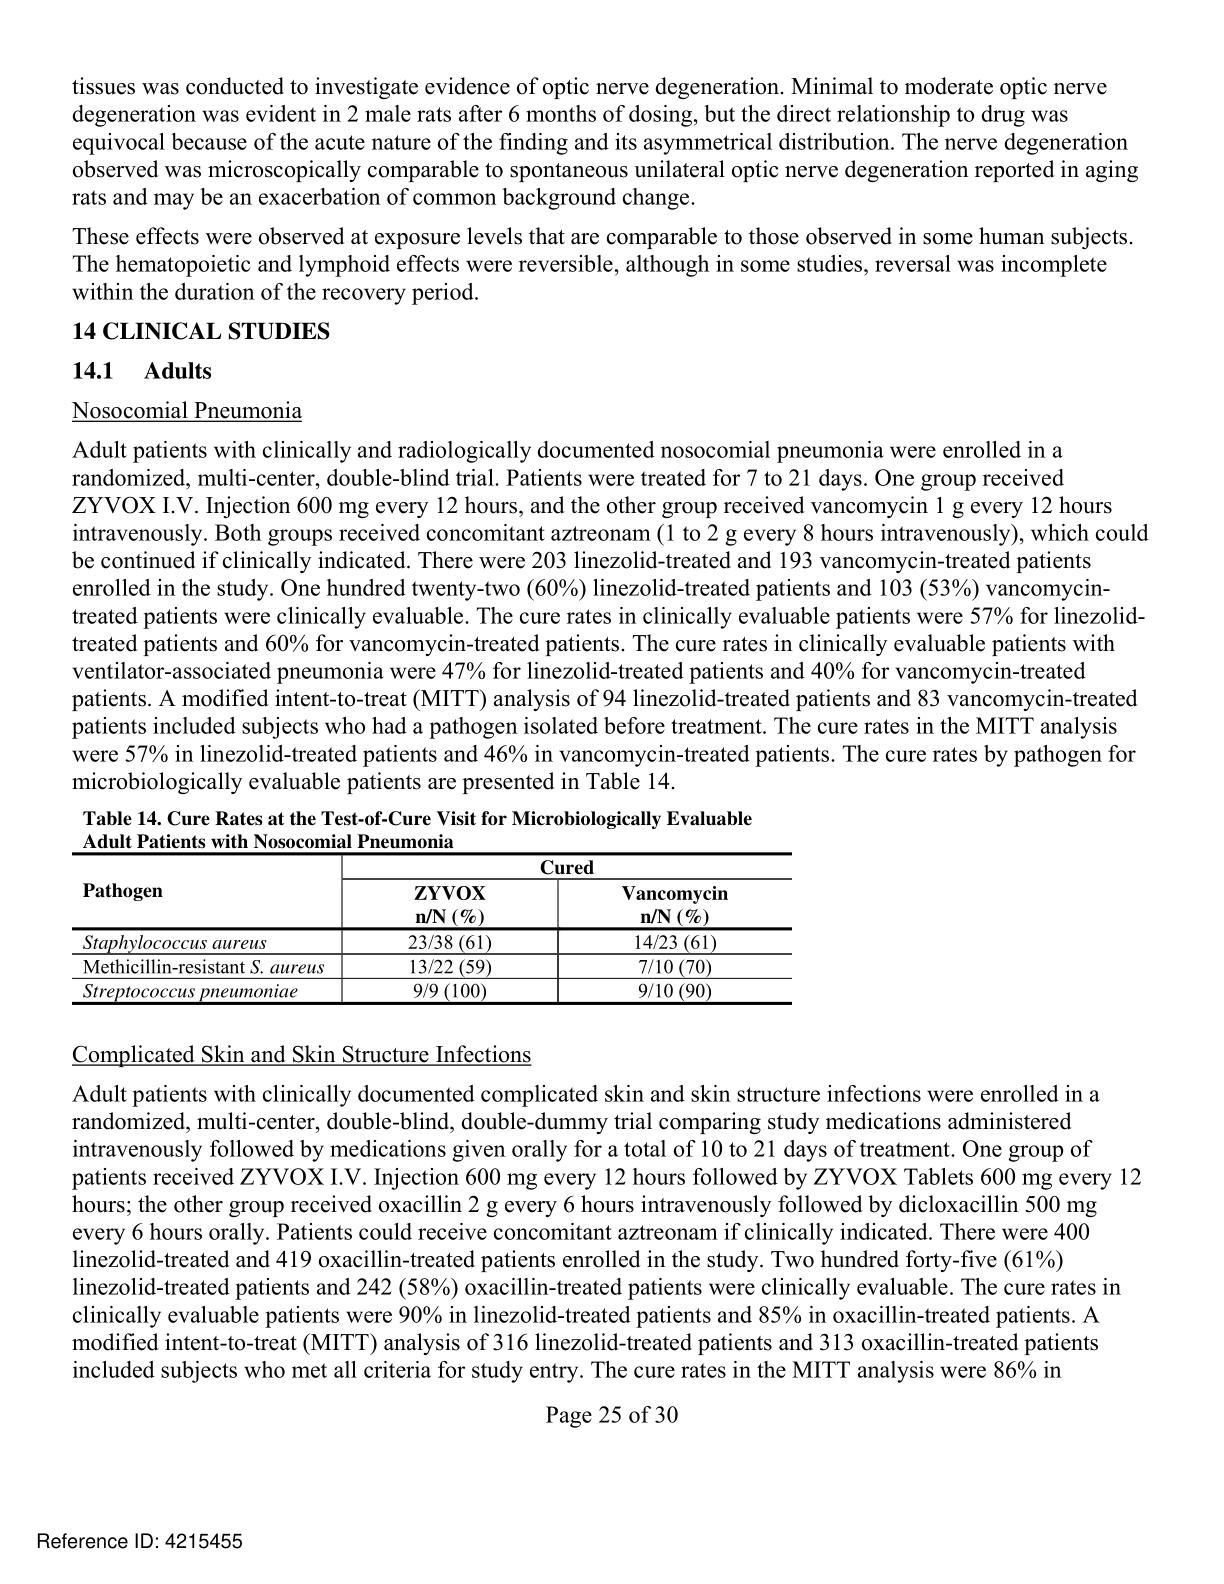 tissues was conducted to investigate evidence of optic nerve degeneration. Minimal to moderate optic nerve
degeneration was evident in 2 male rats after 6 months of dosing, but the direct relationship to drug was
equivocal because of the acute nature of the finding and its asymmetrical distribution. The nerve degeneration
observed was microscopically comparable to spontaneous unilateral optic nerve degeneration reported in aging
rats and may be an exacerbation of common background change.
These effects were observed at exposure levels that are comparable to those observed in some human subjects.
The hematopoietic and lymphoid effects were reversible, although in some studies, reversal was incomplete
within the duration of the recovery period.
14 CLINICAL STUDIES
14.1 Adults
Nosocomial Pneumonia
Adult patients with clinically and radiologically documented nosocomial pneumonia were enrolled in a
randomized, multi-center, double-blind trial. Patients were treated for 7 to 21 days. One group received
ZYVOX I.V. Injection 600 mg every 12 hours, and the other group received vancomycin 1 g every 12 hours
intravenously. Both groups received concomitant aztreonam (1 to 2 g every 8 hours intravenously), which could
be continued if clinically indicated. There were 203 linezolid-treated and 193 vancomycin-treated patients
enrolled in the study. One hundred twenty-two (60%) linezolid-treated patients and 103 (53%) vancomycin-
treated patients were clinically evaluable. The cure rates in clinically evaluable patients were 57% for linezolid-
treated patients and 60% for vancomycin-treated patients. The cure rates in clinically evaluable patients with
ventilator-associated pneumonia were 47% for linezolid-treated patients and 40% for vancomycin-treated
patients. A modified intent-to-treat (MITT) analysis of 94 linezolid-treated patients and 83 vancomycin-treated
patients included subjects who had a pathogen isolated before treatment. The cure rates in the MITT analysis
were 57% in linezolid-treated patients and 46% in vancomycin-treated patients. The cure rates by pathogen for
microbiologically evaluable patients are presented in Table 14.
Table 14. Cure Rates at the Test-of-Cure Visit for Microbiologically Evaluable
Adult Patients with Nosocomial Pneumonia
Cured
Pathogen ZYVOX Vancomycin
n/N (%) n/N (%)
Staphylococcus aureus 23/38 (61) 14/23 (61)
Methicillin-resistant S. aureus 13/22 (59) 7/10 (70)
Streptococcus pneumoniae 9/9 (100) 9/10 (90)
Complicated Skin and Skin Structure Infections
Adult patients with clinically documented complicated skin and skin structure infections were enrolled in a
randomized, multi-center, double-blind, double-dummy trial comparing study medications administered
intravenously followed by medications given orally for a total of 10 to 21 days of treatment. One group of
patients received ZYVOX I.V. Injection 600 mg every 12 hours followed by ZYVOX Tablets 600 mg every 12
hours; the other group received oxacillin 2 g every 6 hours intravenously followed by dicloxacillin 500 mg
every 6 hours orally. Patients could receive concomitant aztreonam if clinically indicated. There were 400
linezolid-treated and 419 oxacillin-treated patients enrolled in the study. Two hundred forty-five (61%)
linezolid-treated patients and 242 (58%) oxacillin-treated patients were clinically evaluable. The cure rates in
clinically evaluable patients were 90% in linezolid-treated patients and 85% in oxacillin-treated patients. A
modified intent-to-treat (MITT) analysis of 316 linezolid-treated patients and 313 oxacillin-treated patients
included subjects who met all criteria for study entry. The cure rates in the MITT analysis were 86% in
Page 25 of 30
Reference ID: 4215455